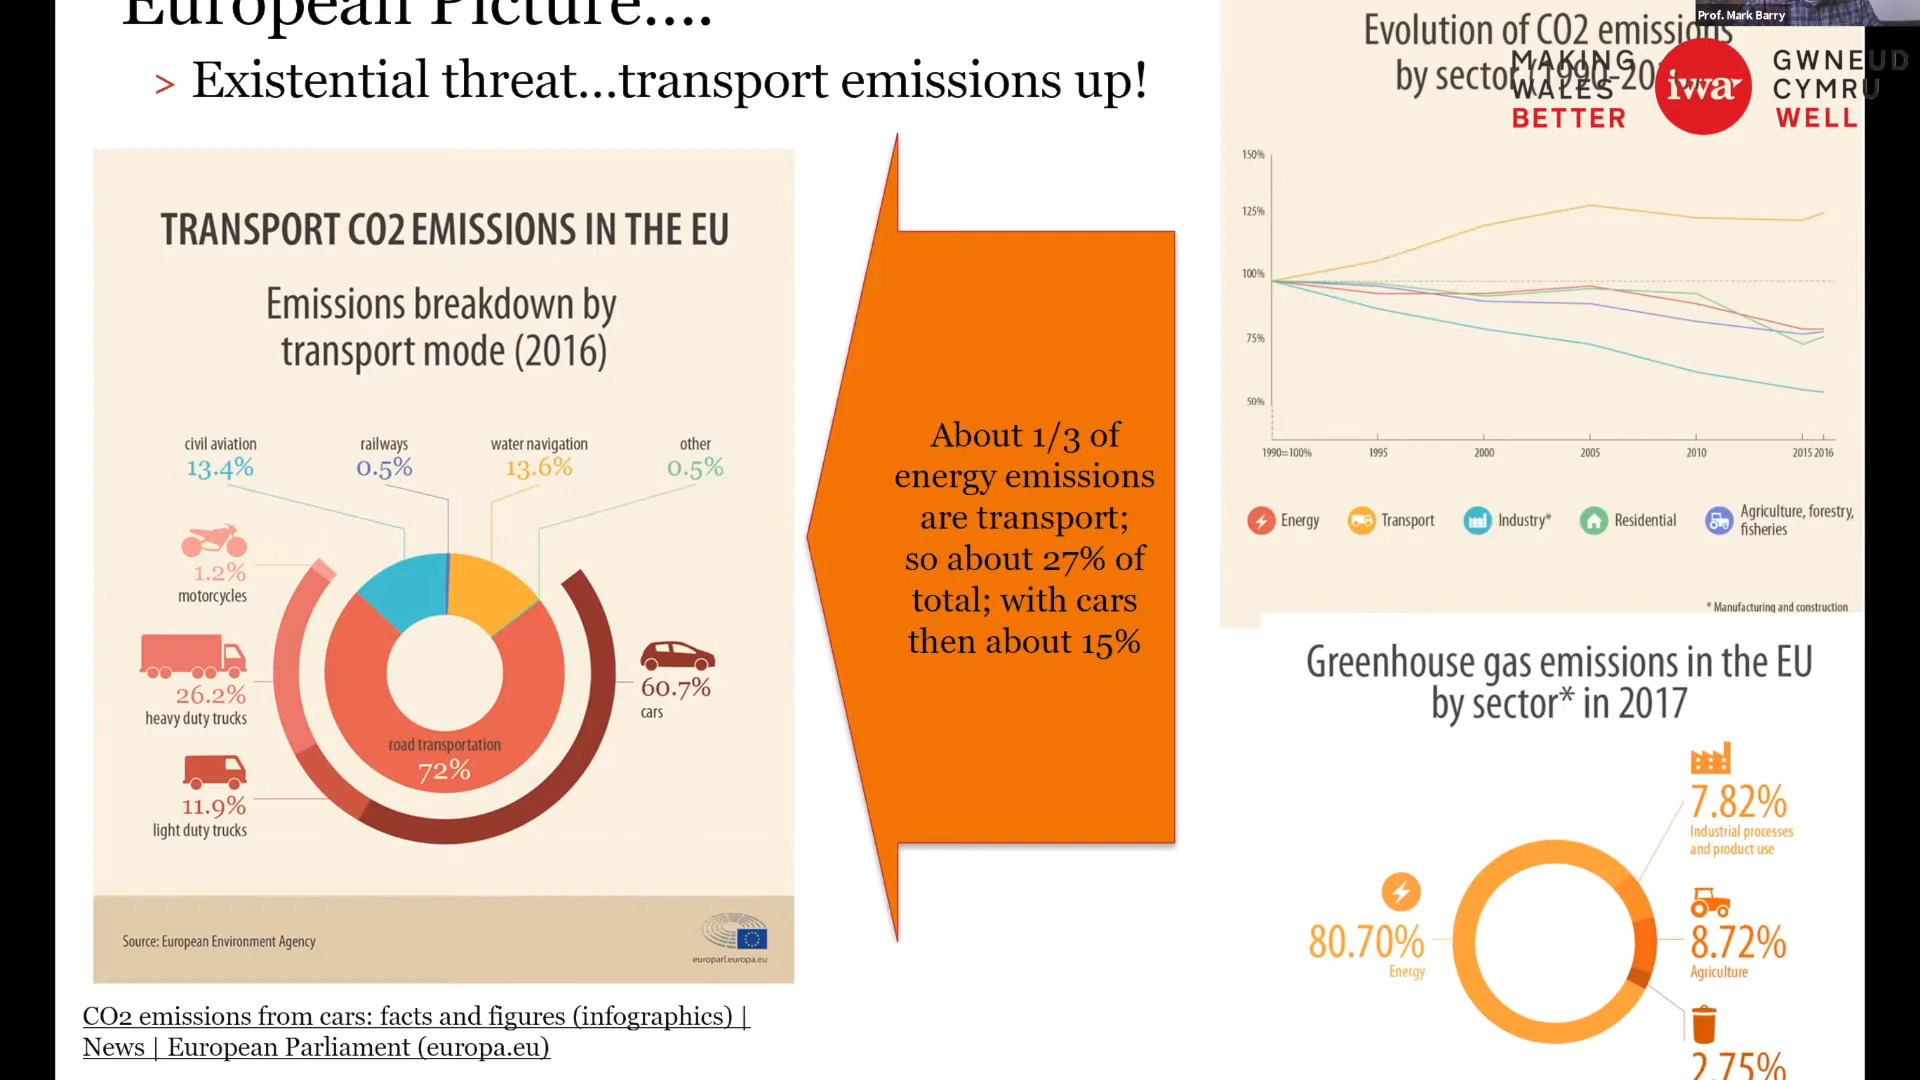 European Picture....
> Existential threat...transport emissions up!
TRANSPORT CO2 EMISSIONS IN THE EU
Emissions breakdown by
transport mode (2016)
civil aviation
13.4%
railways
0.5%
water navigation
13.6%
other
0.5%
1.2%
motorcycles
26.2%
heavy duty trucks
11.9%
light duty trucks
60.7%
cars
road transportation
72%
Source: European Environment Agency
europarl.europa.eu
CO2 emissions from cars: facts and figures (infographics) |
News | European Parliament (europa.eu)
About 1/3 of
energy emissions
are transport;
so about 27% of
total; with cars
then about 15%
Prof. Mark Barry
Evolution of CO2 emissions
by sector (1990-20
MAKING
WALES
BETTER
iwa
GWNEUD
CYMRU
WELL
150%
125%
100%
75%
50%
1990=100%
1995
2000
2005
2010
2015 2016
Energy
Transport
Industry*
Residential
Agriculture, forestry,
fisheries
* Manufacturing and construction
Greenhouse gas emissions in the EU
by sector* in 2017
7.82%
Industrial processes
and product use
80.70%
Energy
8.72%
Agriculture
2.75%